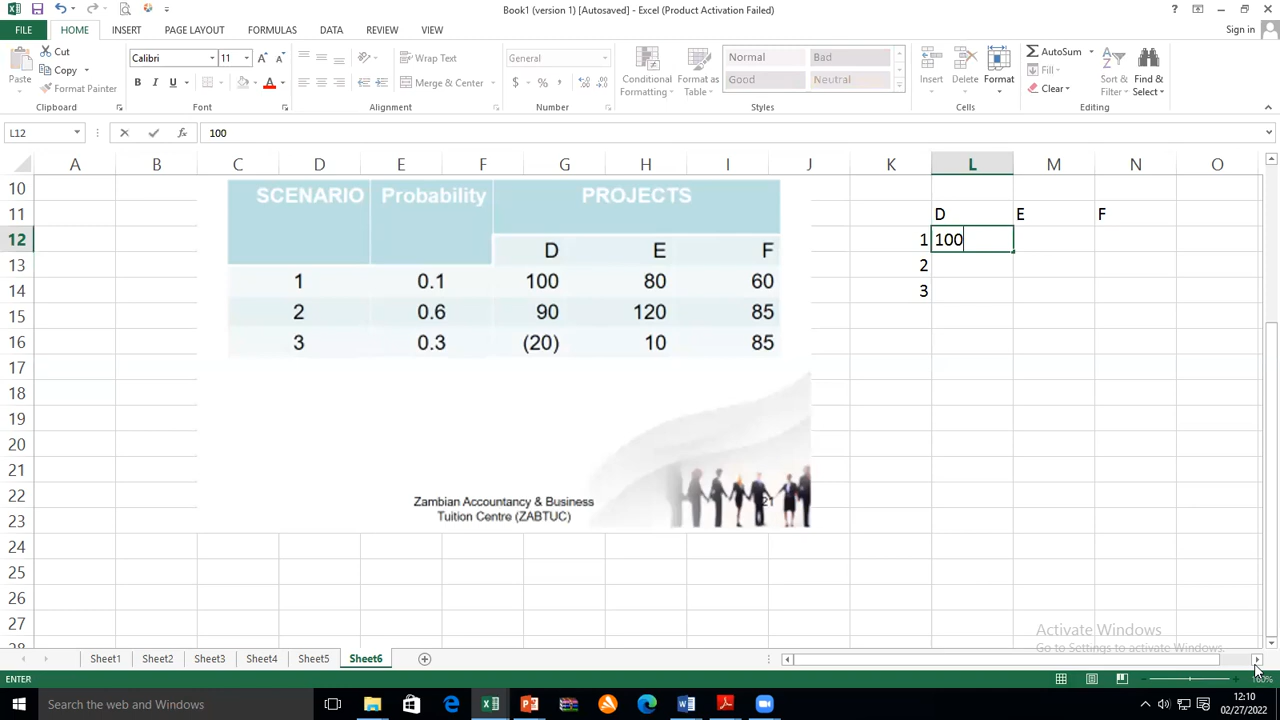 Book1 (version 1) [Autosaved] - Excel (Product Activation Failed)
FILE HOME INSERT PAGE LAYOUT FORMULAS DATA REVIEW VIEW Sign in
Paste Cut Copy Format Painter Clipboard
Calibri 11 B I U A A A Font
Wrap Text Merge & Center Alignment
General $ % , Number
Conditional Formatting Format as Table Normal Bad Good Neutral Styles
Insert Delete Format Cells
AutoSum Fill Clear Sort & Filter Find & Select Editing
L12 fx 100
A B C D E F G H I J K L M N O
10 SCENARIO Probability PROJECTS
11 D E F
12 1 100
D E F
13 2
1 0.1 100 80 60
14 3
2 0.6 90 120 85
15
3 0.3 (20) 10 85
16
17
18
19
20
21
22
23
Zambian Accountancy & Business 21
Tuition Centre (ZABTUC)
24
25
26
27
28
Activate Windows
Go to Settings to activate Windows.
Sheet1 Sheet2 Sheet3 Sheet4 Sheet5 Sheet6
ENTER 100%
Search the web and Windows 12:10
02/27/2022